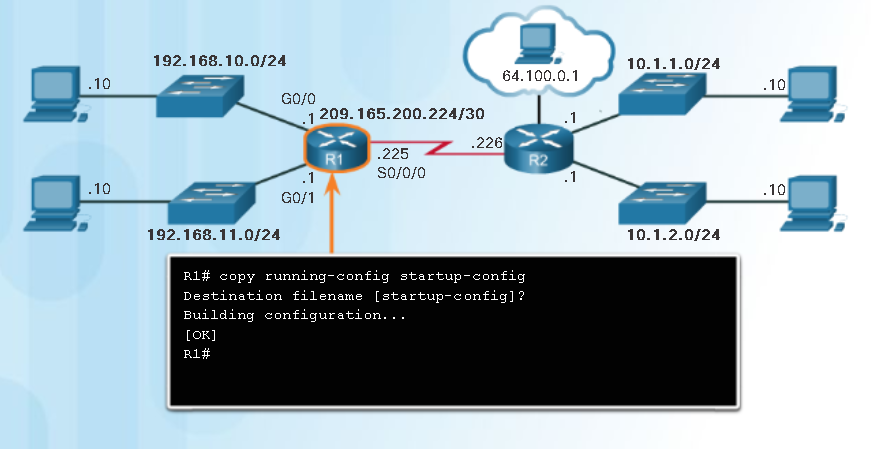 192.168.10.0/24
64.100.0.1
10.1.1.0/24
.10
.10
G0/0
.1
209.165.200.224/30
.1
R1
.225
S0/0/0
.226
R2
.1
.10
.1
G0/1
.10
192.168.11.0/24
10.1.2.0/24
R1# copy running-config startup-config
Destination filename [startup-config]?
Building configuration...
[OK]
R1#